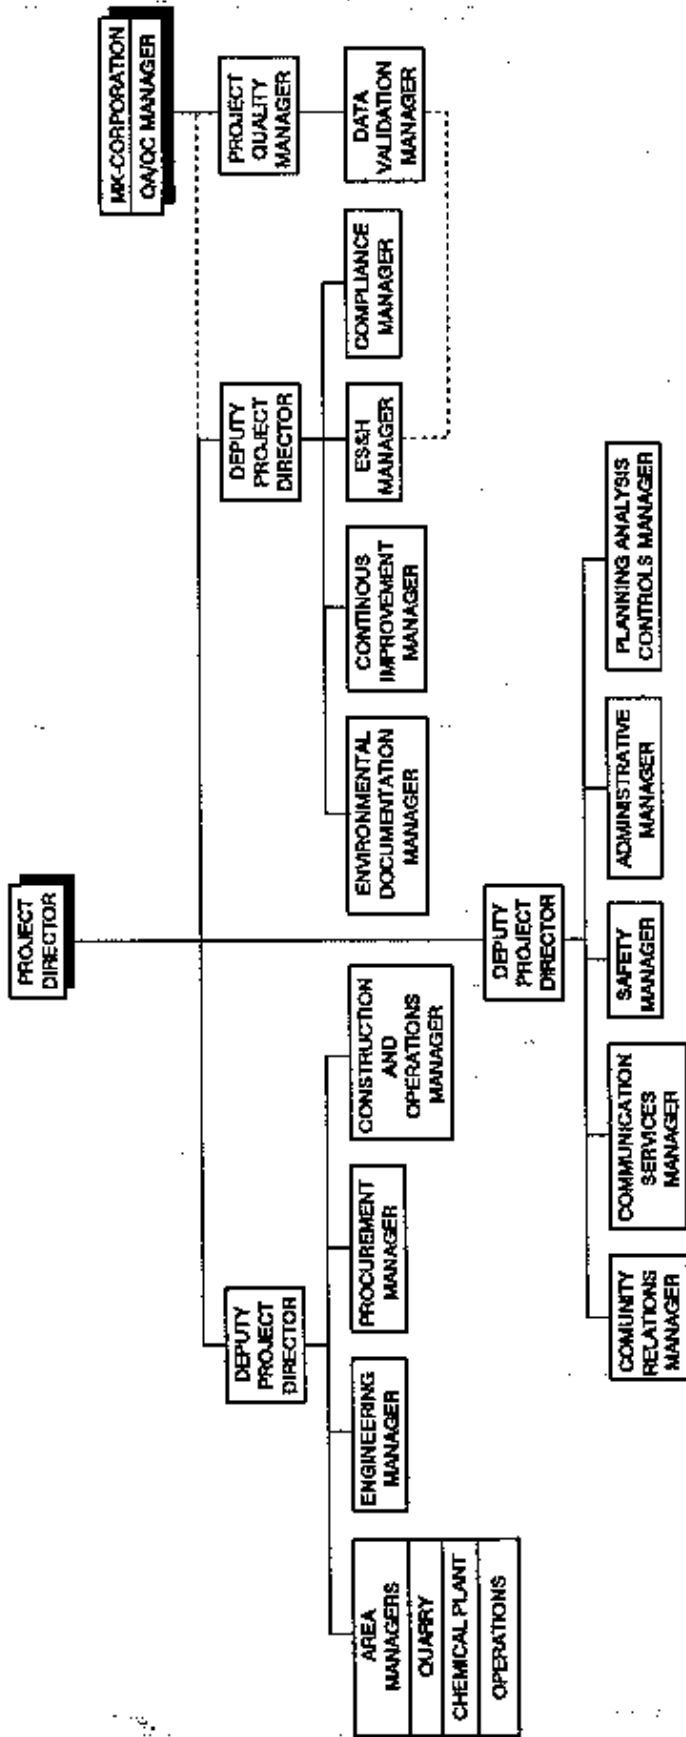 PROJECT
DIRECTOR
MK-CORPORATION
QA/QC MANAGER
DEPUTY
PROJECT
DIRECTOR
DEPUTY
PROJECT
DIRECTOR
PROJECT
QUALITY
MANAGER
AREA
MANAGERS
QUARRY
CHEMICAL PLANT
OPERATIONS
ENGINEERING
MANAGER
PROCUREMENT
MANAGER
CONSTRUCTION
AND
OPERATIONS
MANAGER
ENVIRONMENTAL
DOCUMENTATION
MANAGER
CONTINOUS
IMPROVEMENT
MANAGER
ES&H
MANAGER
COMPLIANCE
MANAGER
DATA
VALIDATION
MANAGER
DEPUTY
PROJECT
DIRECTOR
COMUNITY
RELATIONS
MANAGER
COMMUNICATION
SERVICES
MANAGER
SAFETY
MANAGER
ADMINISTRATIVE
MANAGER
PLANNING ANALYSIS
CONTROLS MANAGER